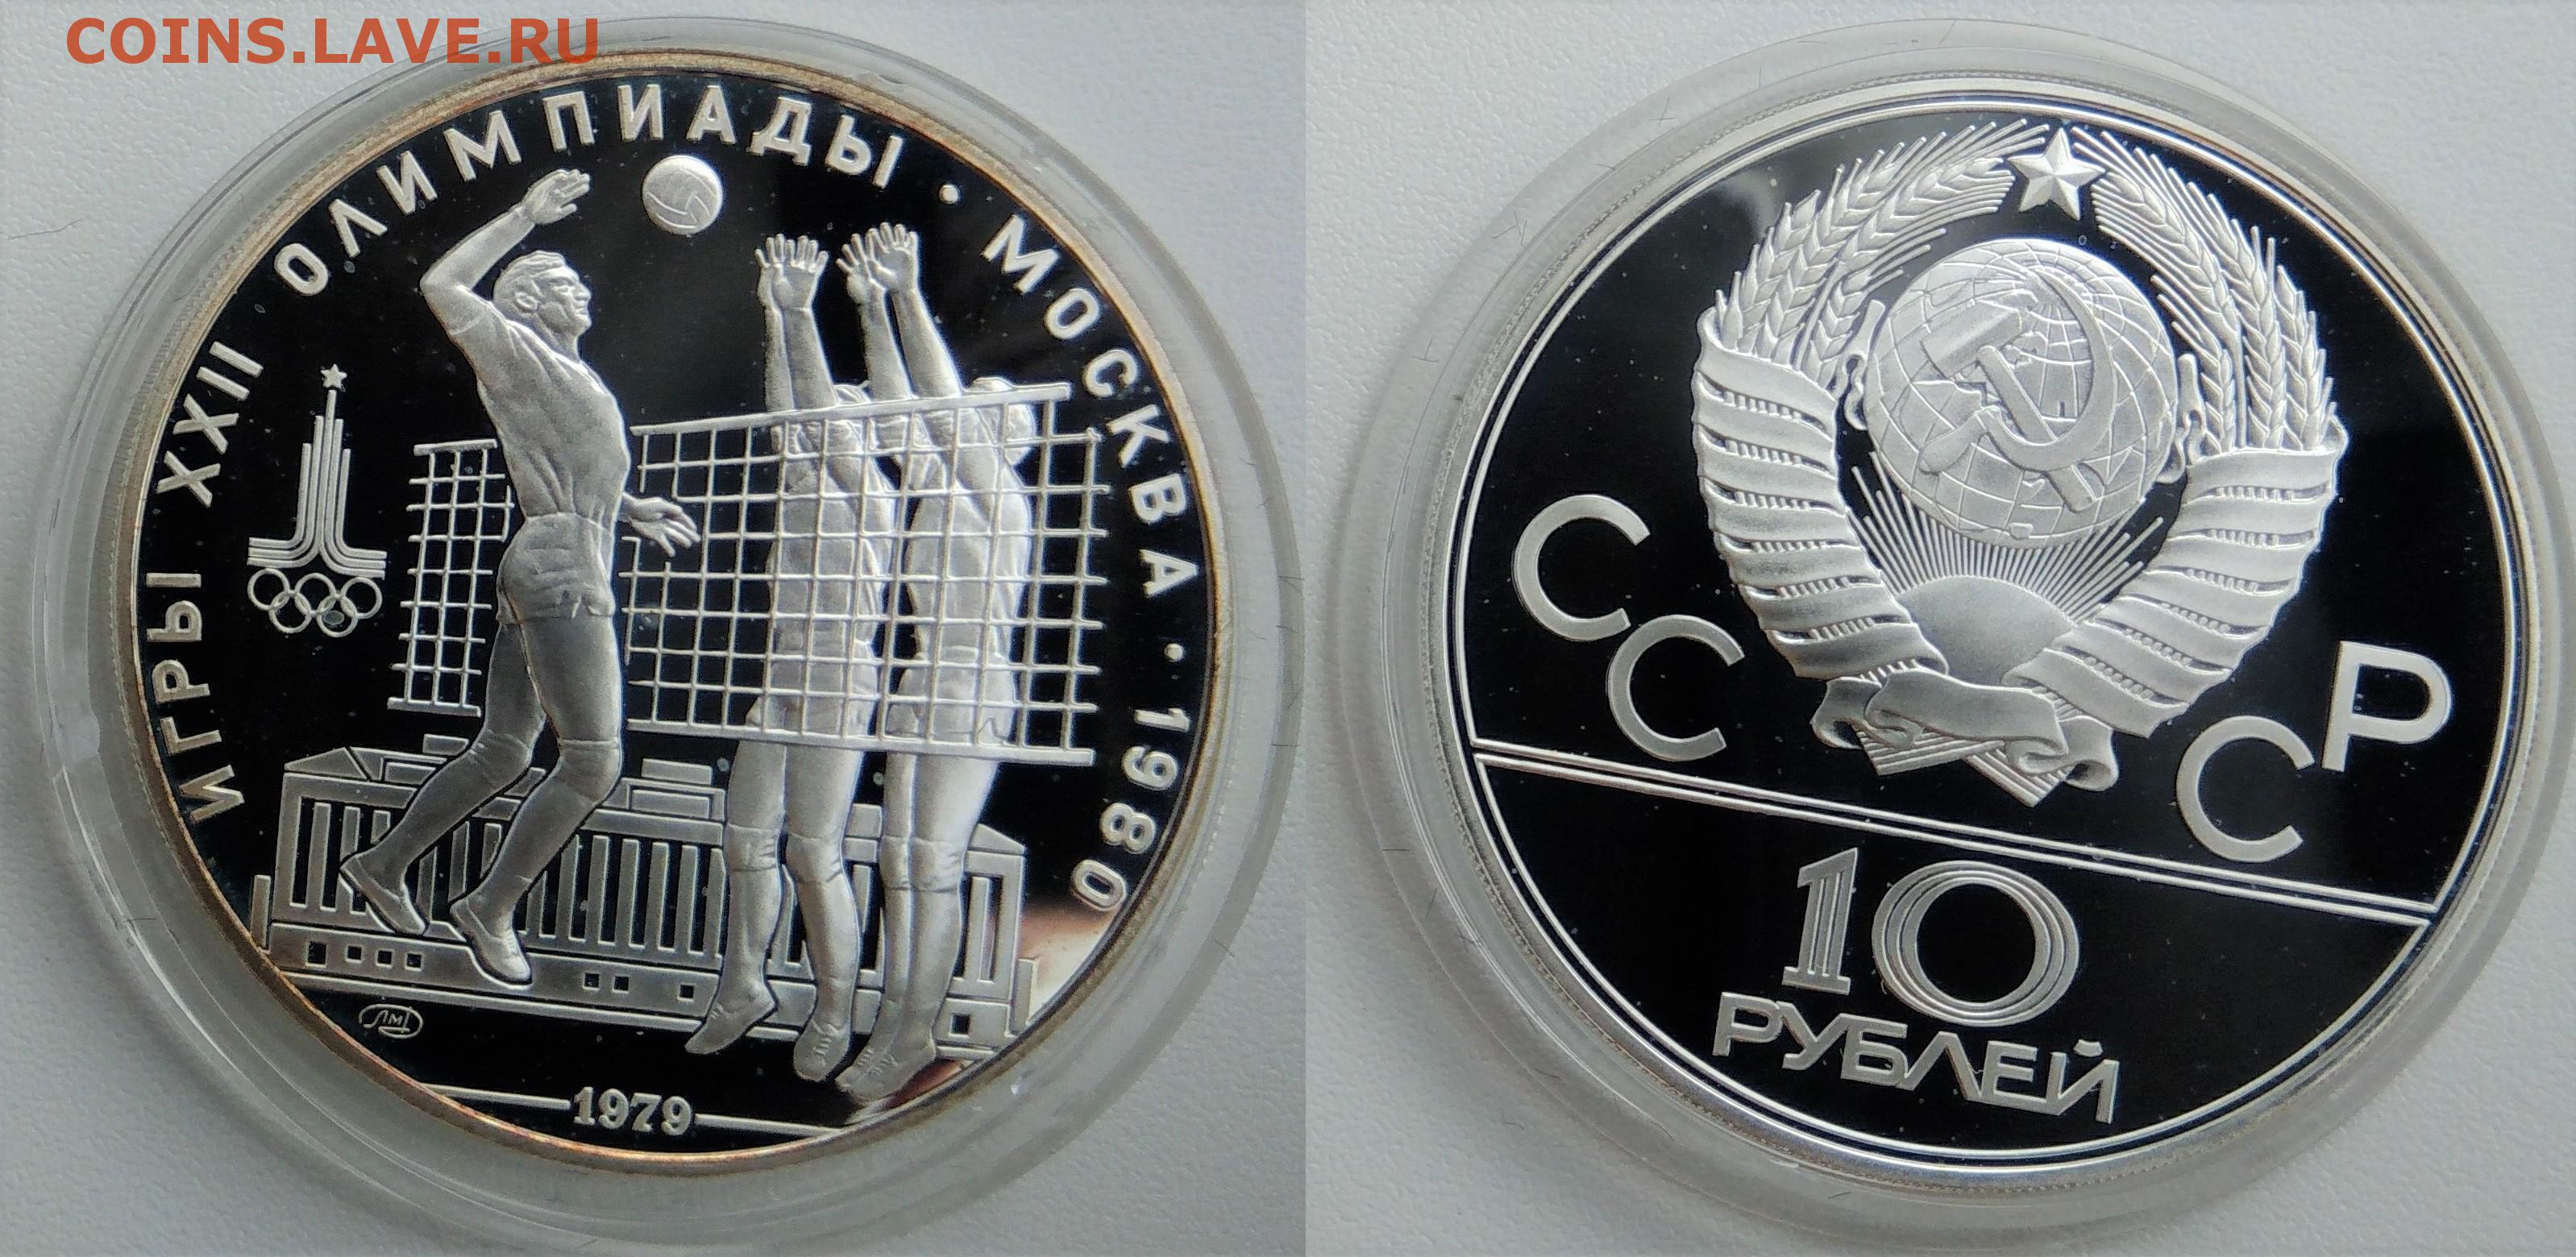 COINS.LAVE.RU
ИГРЫ XXII ОЛИМПИАДЫ · МОСКВА · 1980
ЛМД
1979
СССР
10
РУБЛЕЙ